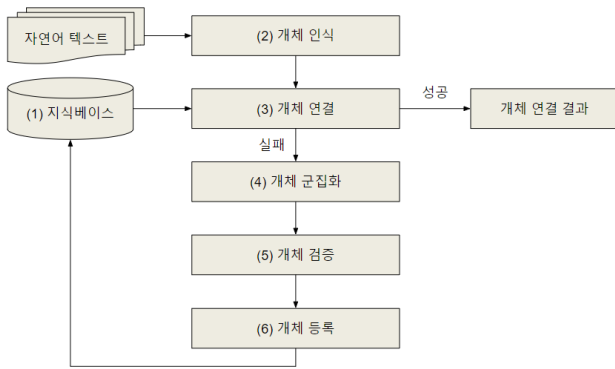 자연어 텍스트
(2) 개체 인식
(1) 지식베이스
(3) 개체 연결
성공
개체 연결 결과
실패
(4) 개체 군집화
(5) 개체 검증
(6) 개체 등록